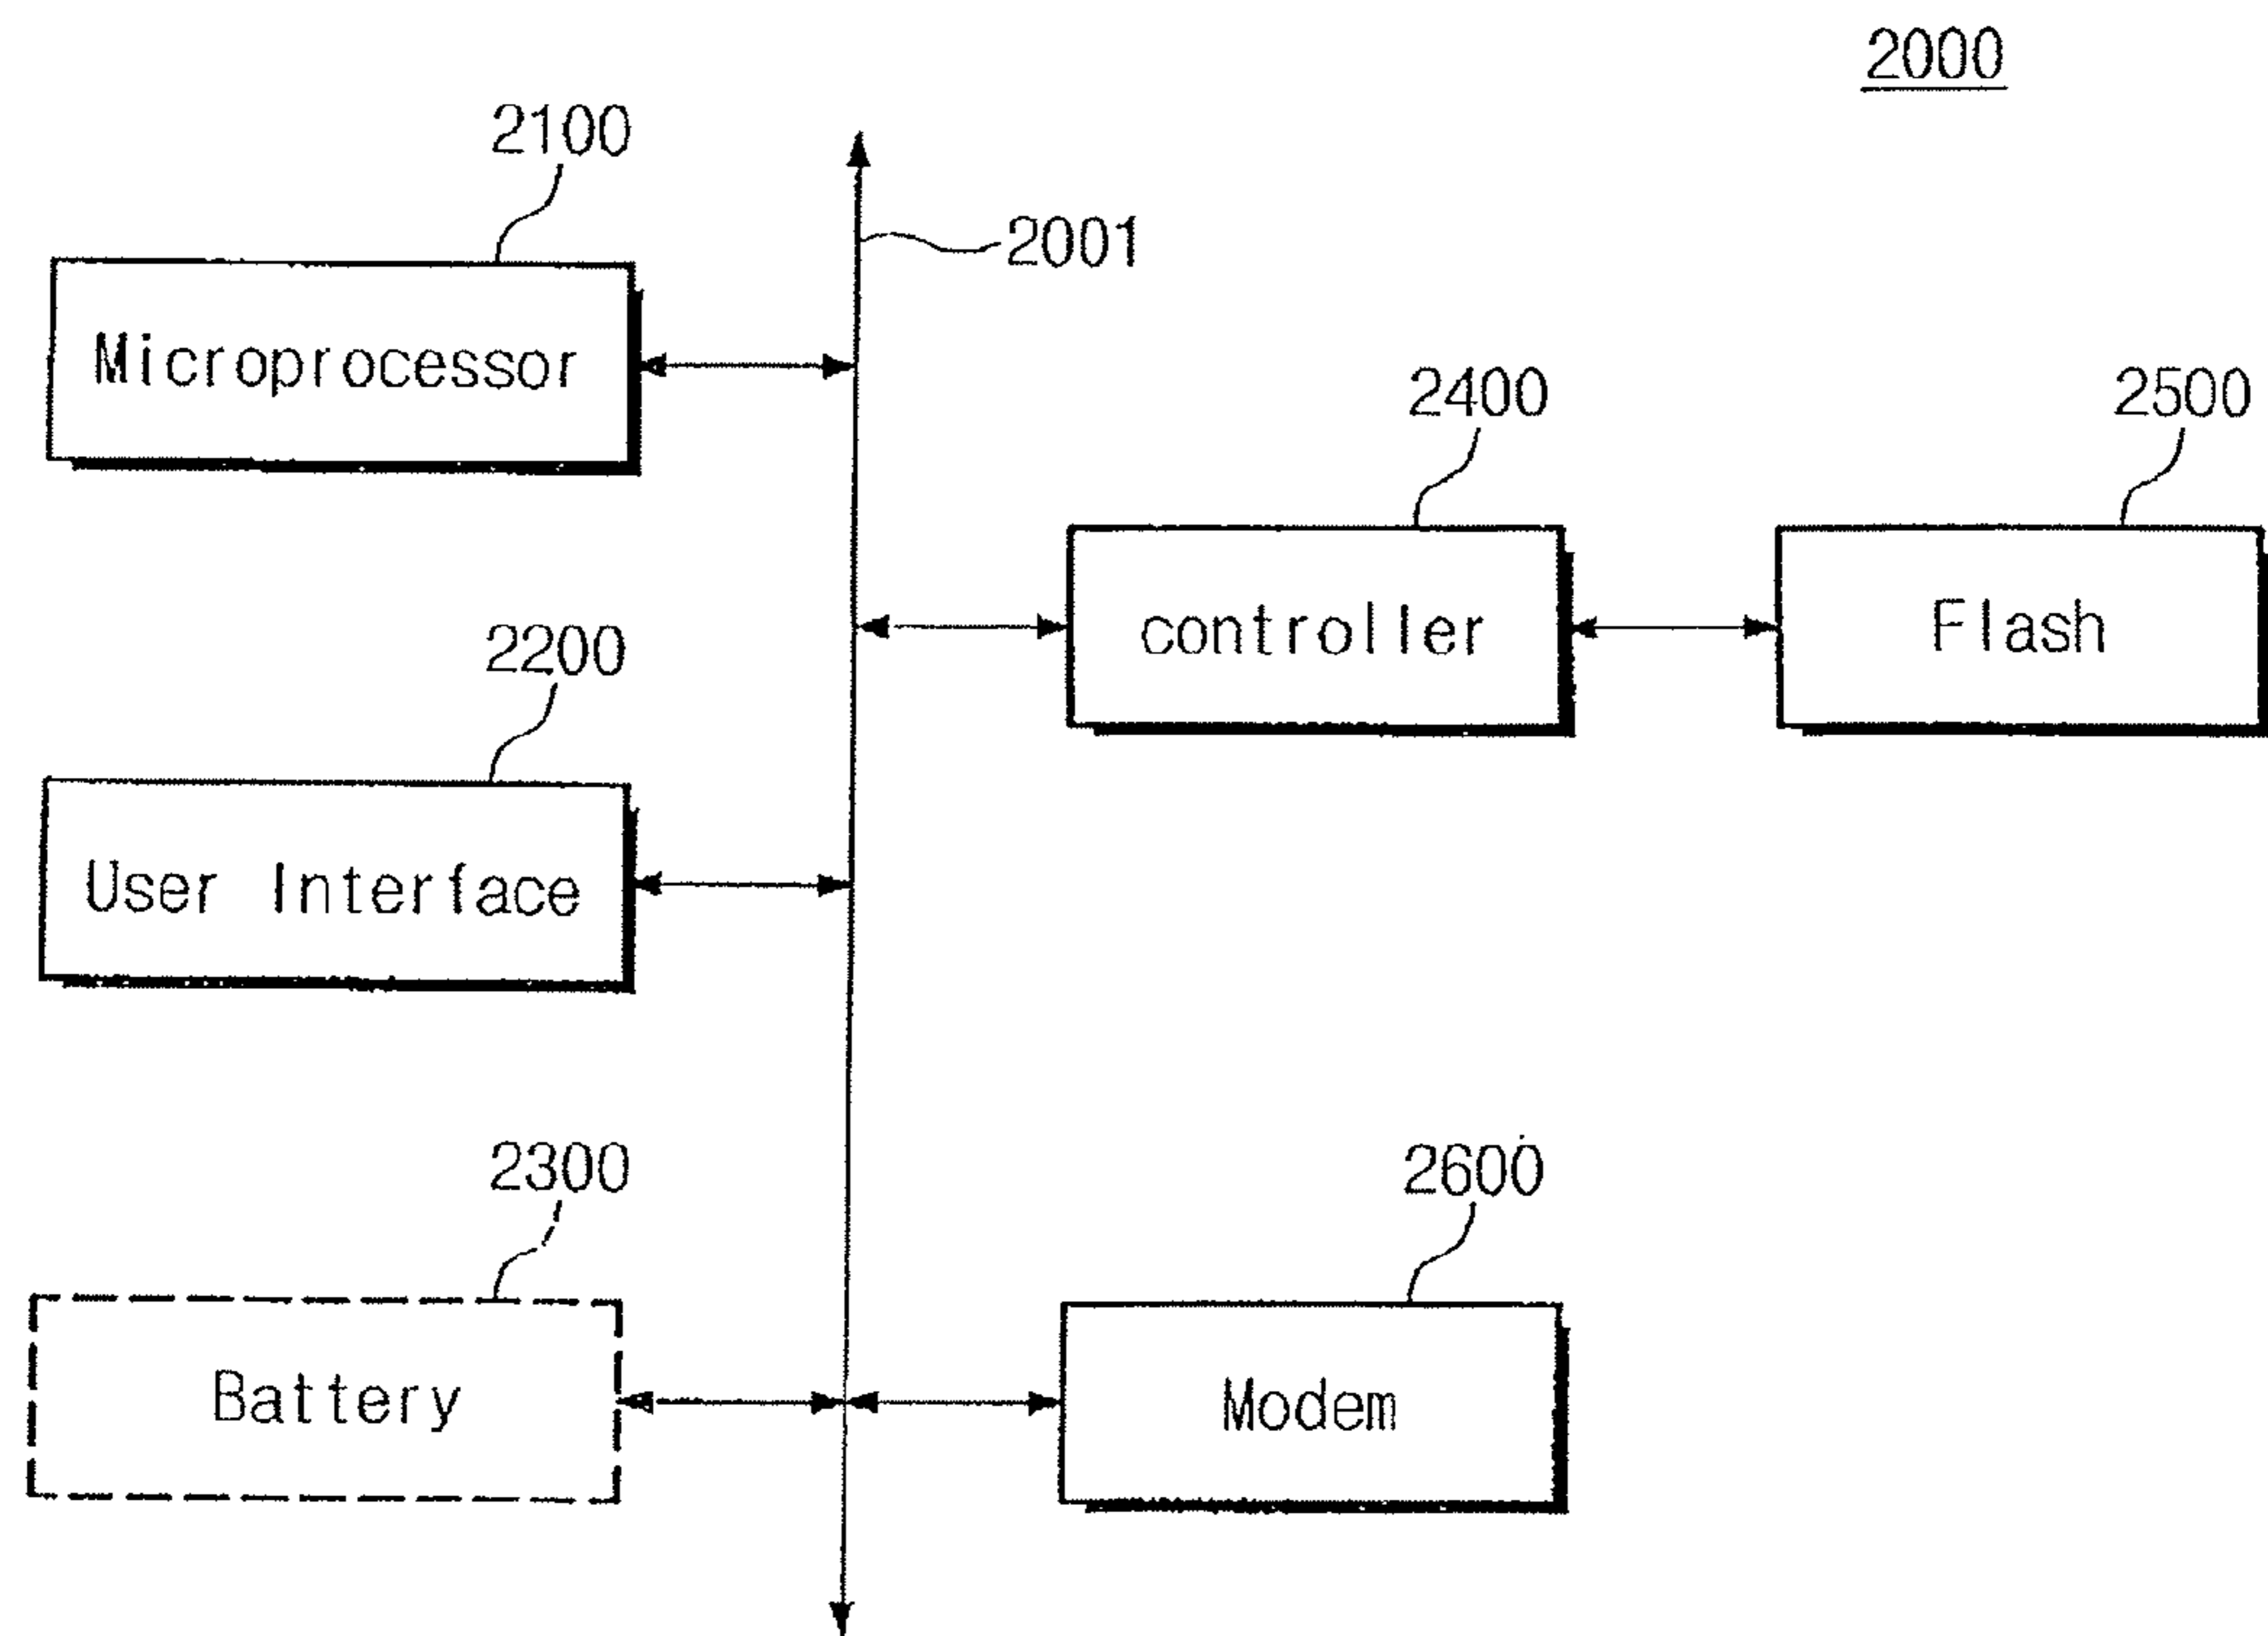 2000
2100
2001
Microprocessor
2400
2500
controller
Flash
2200
User Interface
2300
2600
Battery
Modem